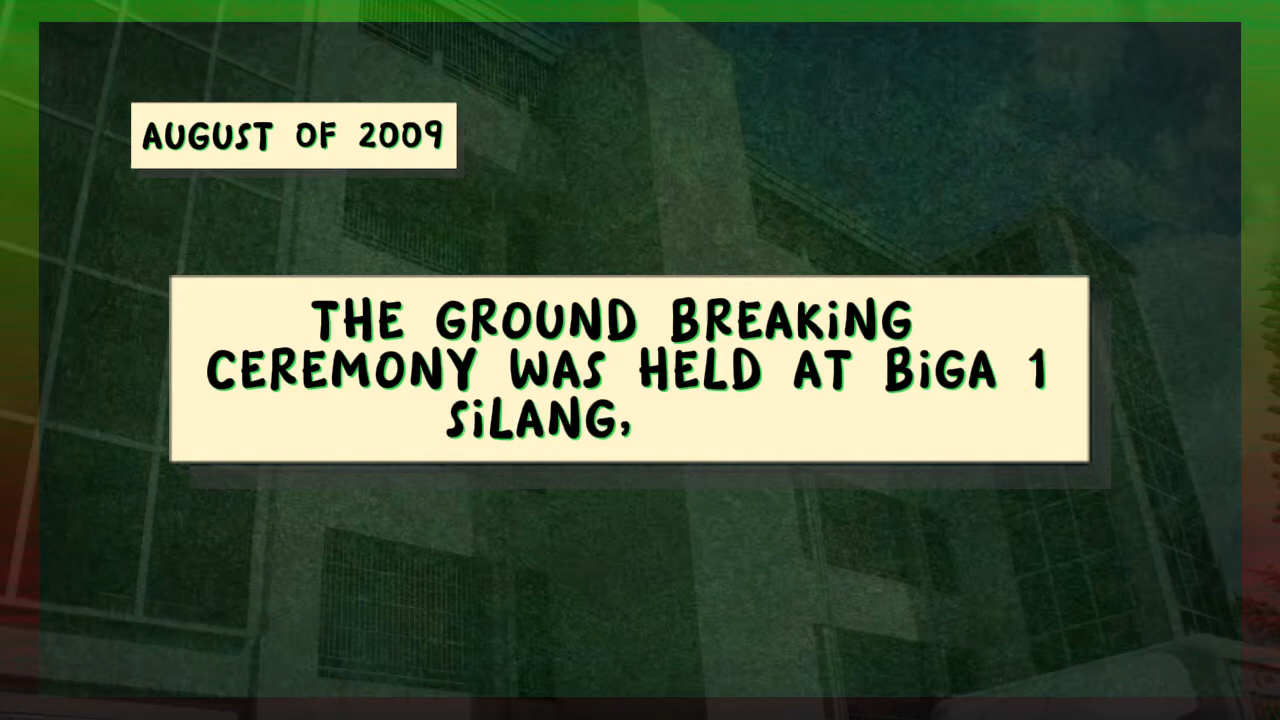 AUGUST OF 2009
THE GROUND BREAKiNG
CEREMONY WAS HELD AT BiGA 1
SiLANG,